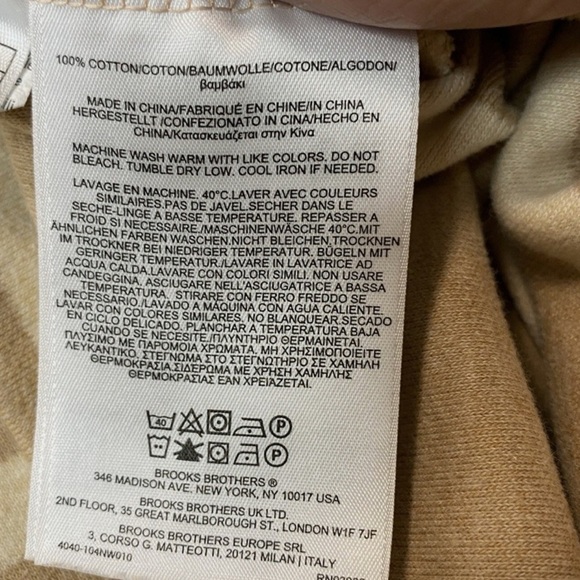 100% COTTON/COTON/BAUMWOLLE/COTONE/ALGODON/
βαμβάκι
MADE IN CHINA/FABRIQUÉ EN CHINE/IN CHINA
HERGESTELLT /CONFEZIONATO IN CINA/HECHO EN
CHINA/Κατασκευάζεται στην Κίνα
MACHINE WASH WARM WITH LIKE COLORS. DO NOT
BLEACH. TUMBLE DRY LOW. COOL IRON IF NEEDED.
LAVAGE EN MACHINE. 40°C.LAVER AVEC COULEURS
SIMILAIRES.PAS DE JAVEL.SECHER DANS LE
SECHE-LINGE A BASSE TEMPERATURE. REPASSER A
FROID SI NECESSAIRE./MASCHINENWÄSCHE 40°C.MIT
ÄHNLICHEN FARBEN WASCHEN.NICHT BLEICHEN.TROCKNEN
IM TROCKNER BEI NIEDRIGER TEMPERATUR. BÜGELN MIT
GERINGER TEMPERATUR/LAVARE IN LAVATRICE AD
ACQUA CALDA.LAVARE CON COLORI SIMILI. NON USARE
CANDEGGINA. ASCIUGARE NELL'ASCIUGATRICE A BASSA
TEMPERATURA. STIRARE CON FERRO FREDDO SE
NECESSARIO./LAVADO A MÁQUINA CON AGUA CALIENTE.
LAVAR CON COLORES SIMILARES. NO BLANQUEAR.SECADO
EN CICLO DELICADO. PLANCHAR A TEMPERATURA BAJA
CUANDO SE NECESITE./ΠΛΥΝΤΗΡΙΟ ΘΕΡΜΑΙΝΕΤΑΙ.
ΠΛΥΣΙΜΟ ΜΕ ΠΑΡΟΜΟΙΑ ΧΡΩΜΑΤΑ. ΜΗ ΧΡΗΣΙΜΟΠΟΙΕΙΤΕ
ΛΕΥΚΑΝΤΙΚΟ. ΣΤΕΓΝΩΜΑ ΣΤΟ ΣΤΕΓΝΩΤΗΡΙΟ ΣΕ ΧΑΜΗΛΗ
ΘΕΡΜΟΚΡΑΣΙΑ.ΣΙΔΕΡΩΜΑ ΣΕ ΧΑΜΗΛΗ
ΘΕΡΜΟΚΡΑΣΙΑΣ ΕΑΝ ΧΡΕΙΑΖΕΤΑΙ.
40
P
P
BROOKS BROTHERS ®
346 MADISON AVE. NEW YORK, NY 10017 USA
BROOKS BROTHERS UK LTD.
2ND FLOOR, 35 GREAT MARLBOROUGH ST., LONDON W1F 7JF
BROOKS BROTHERS EUROPE SRL
3, CORSO G. MATTEOTTI, 20121 MILAN | ITALY
4040-104NW010